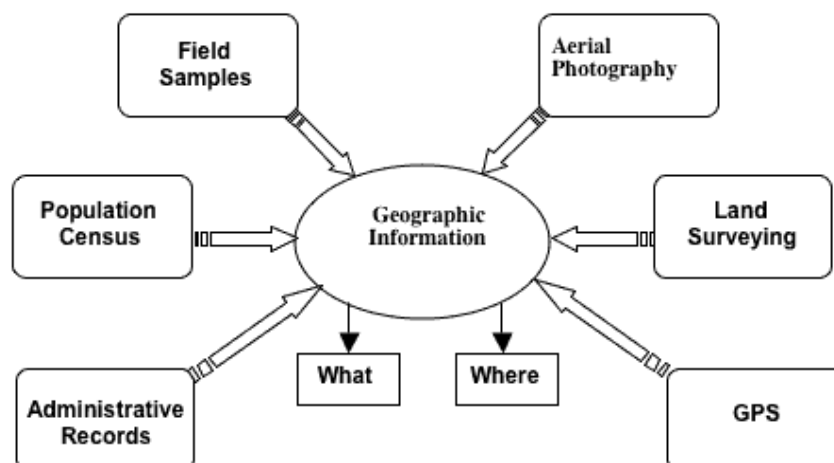 Field
Samples
Aerial
Photography
Population
Census
Geographic
Information
Land
Surveying
Administrative
Records
What
Where
GPS